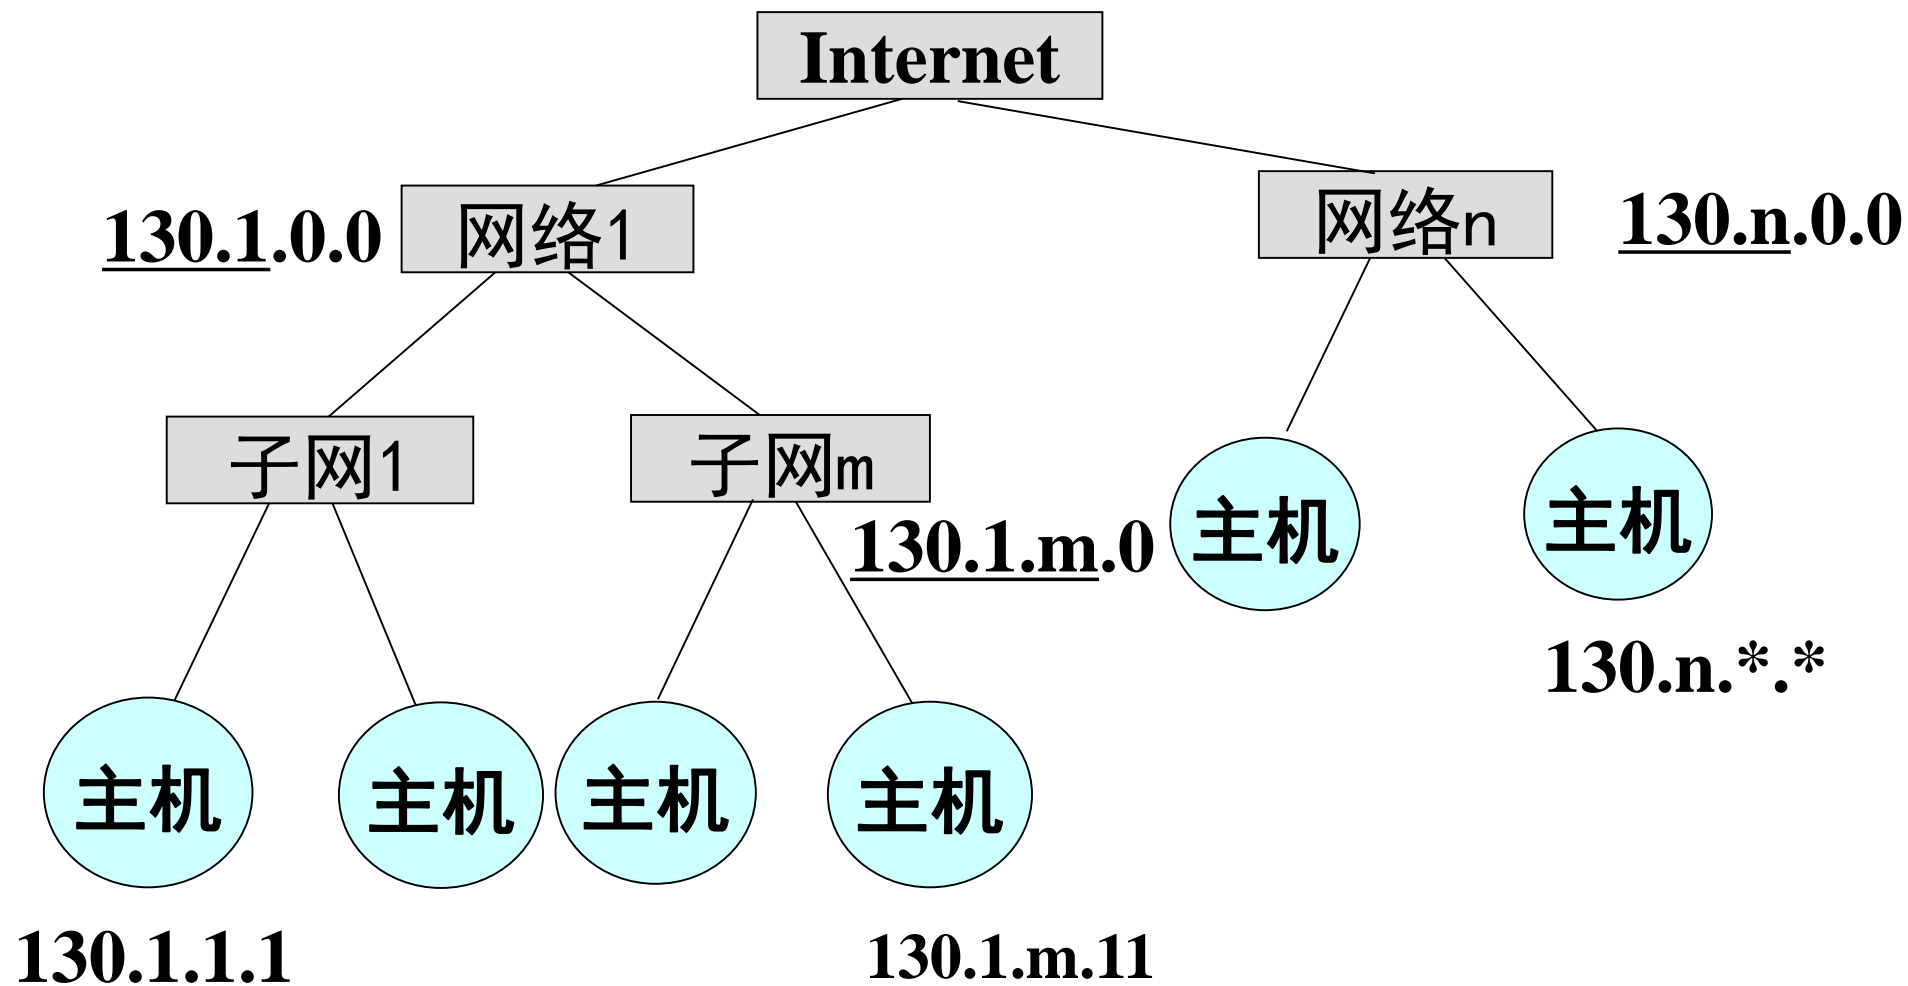 Internet
130.1.0.0
网络1
网络n
130.n.0.0
子网1
子网m
130.1.m.0
主机
主机
130.n.*.*
主机
主机
主机
主机
130.1.1.1
130.1.m.11